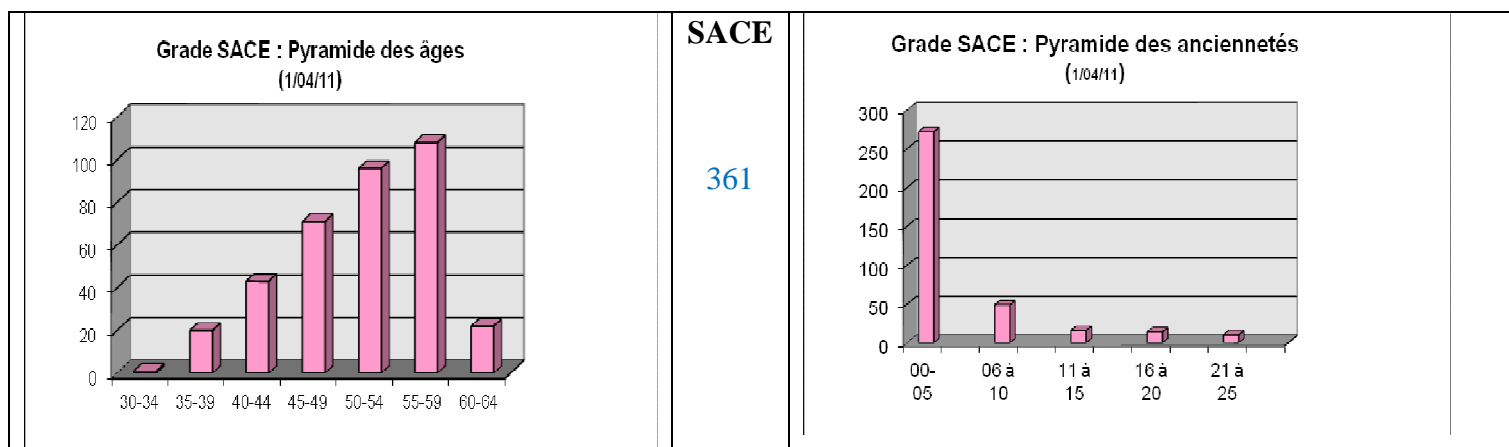 Grade SACE : Pyramide des âges
(1/04/11)
120
100
80
60
40
20
0
30-34 35-39 40-44 45-49 50-54 55-59 60-64
SACE
361
Grade SACE : Pyramide des anciennetés
(1/04/11)
300
250
200
150
100
50
0
00- 06 à 11 à 16 à 21 à
05 10 15 20 25